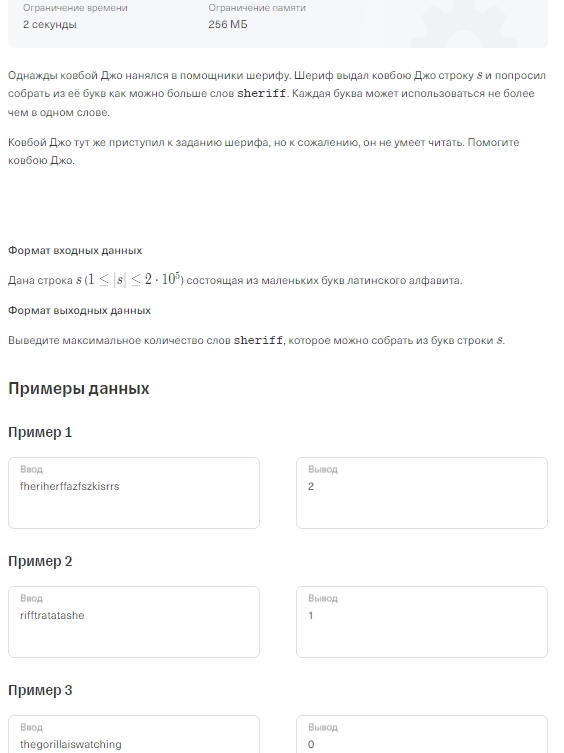 Ограничение времени
Ограничение памяти
2 секунды
256 МБ
Однажды ковбой Джо нанялся в помощники шерифу. Шериф выдал ковбою Джо строку s и попросил
собрать из её букв как можно больше слов sheriff. Каждая буква может использоваться не более
чем в одном слове.
Ковбой Джо тут же приступил к заданию шерифа, но к сожалению, он не умеет читать. Помогите
ковбою Джо.
Формат входных данных
Дана строка s (1 ≤ |s| ≤ 2 · 10⁵) состоящая из маленьких букв латинского алфавита.
Формат выходных данных
Выведите максимальное количество слов sheriff, которое можно собрать из букв строки s.
Примеры данных
Пример 1
Ввод
fheriherffazfszkisrrs
Вывод
2
Пример 2
Ввод
rifftratatashe
Вывод
1
Пример 3
Ввод
thegorillaiswatching
Вывод
0